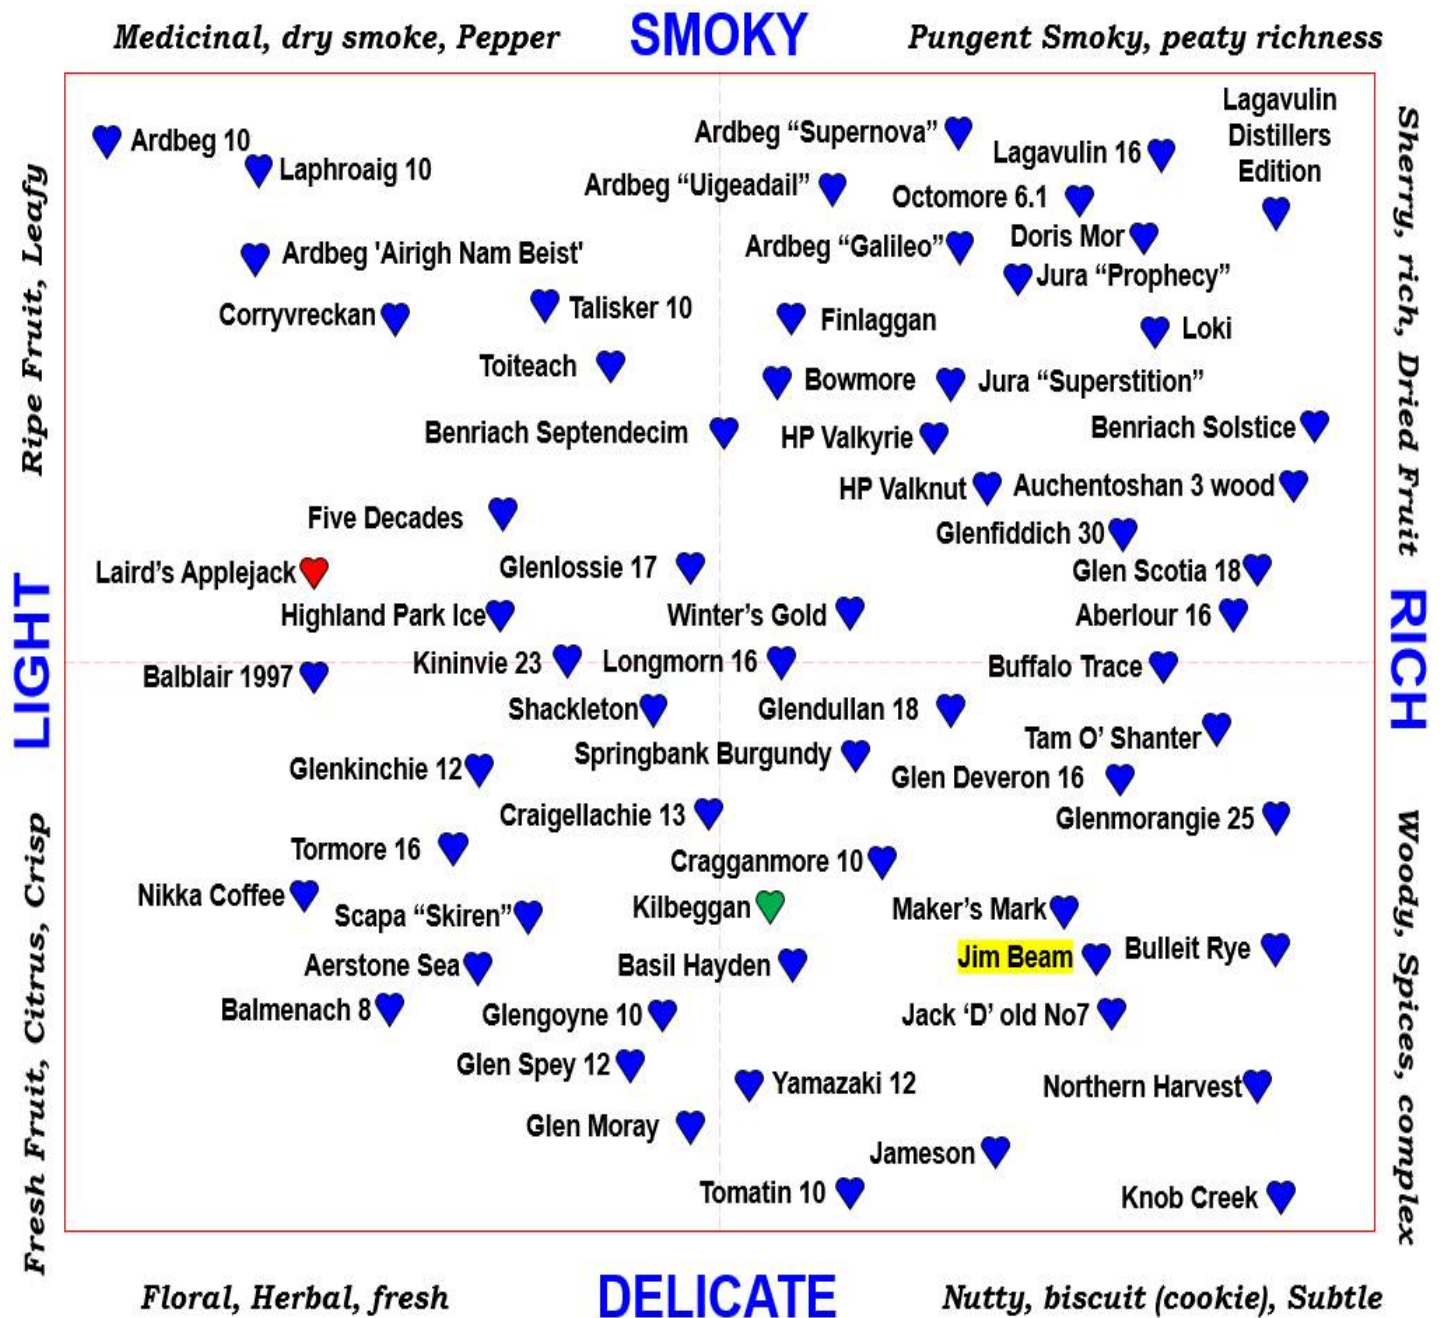 Medicinal, dry smoke, Pepper
SMOKY
Pungent Smoky, peaty richness
Ripe Fruit, Leafy
LIGHT
Fresh Fruit, Citrus, Crisp
Sherry, rich, Dried Fruit
RICH
Woody, Spices, complex
Lagavulin
Distillers
Edition
Ardbeg 10
Ardbeg “Supernova”
Lagavulin 16
Laphroaig 10
Ardbeg “Uigeadail”
Octomore 6.1
Ardbeg 'Airigh Nam Beist'
Ardbeg “Galileo”
Doris Mor
Jura “Prophecy”
Corryvreckan
Talisker 10
Finlaggan
Loki
Toiteach
Bowmore
Jura “Superstition”
Benriach Septendecim
HP Valkyrie
Benriach Solstice
HP Valknut
Auchentoshan 3 wood
Five Decades
Glenfiddich 30
Laird’s Applejack
Glenlossie 17
Glen Scotia 18
Highland Park Ice
Winter’s Gold
Aberlour 16
Balblair 1997
Kininvie 23
Longmorn 16
Buffalo Trace
Shackleton
Glendullan 18
Tam O’ Shanter
Springbank Burgundy
Glenkinchie 12
Glen Deveron 16
Craigellachie 13
Glenmorangie 25
Tormore 16
Cragganmore 10
Nikka Coffee
Scapa “Skiren”
Kilbeggan
Maker’s Mark
Aerstone Sea
Basil Hayden
Jim Beam
Bulleit Rye
Balmenach 8
Glengoyne 10
Jack ‘D’ old No7
Glen Spey 12
Yamazaki 12
Northern Harvest
Glen Moray
Jameson
Tomatin 10
Knob Creek
Floral, Herbal, fresh
DELICATE
Nutty, biscuit (cookie), Subtle